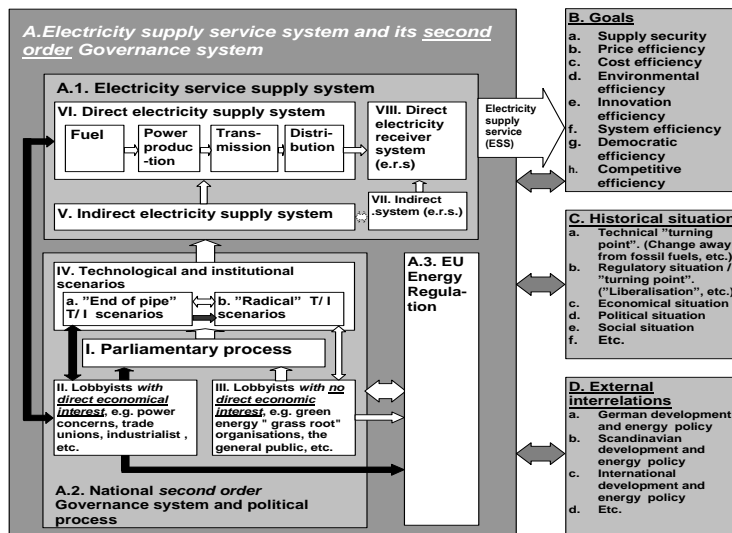 A.Electricity supply service system and its second
order Governance system
A.1. Electricity service supply system
VI. Direct electricity supply system
Fuel
Power
produc
-tion
Trans-
mission
Distri-
bution
VIII. Direct
electricity
receiver
system
(e.r.s)
V. Indirect electricity supply system
VII. Indirect
.system (e.r.s.)
Electricity
supply
service
(ESS)
IV. Technological and institutional
scenarios
a. ”End of pipe”
T/ I scenarios
b. ”Radical” T/ I
scenarios
I. Parliamentary process
II. Lobbyists with
direct economical
interest, e.g. power
concerns, trade
unions, industrialist ,
etc.
III. Lobbyists with no
direct economic
interest, e.g. green
energy " grass root"
organisations, the
general public, etc.
A.2. National second order
Governance system and political
process
A.3. EU
Energy
Regula-
tion
B. Goals
a. Supply security
b. Price efficiency
c. Cost efficiency
d. Environmental
efficiency
e. Innovation
efficiency
f. System efficiency
g. Democratic
efficiency
h. Competitive
efficiency
C. Historical situation
a. Technical ”turning
point”. (Change away
from fossil fuels, etc.)
b. Regulatory situation /
”turning point”.
(”Liberalisation”, etc.)
c. Economical situation
d. Political situation
e. Social situation
f. Etc.
D. External
interrelations
a. German development
and energy policy
b. Scandinavian
development and
energy policy
c. International
development and
energy policy
d. Etc.